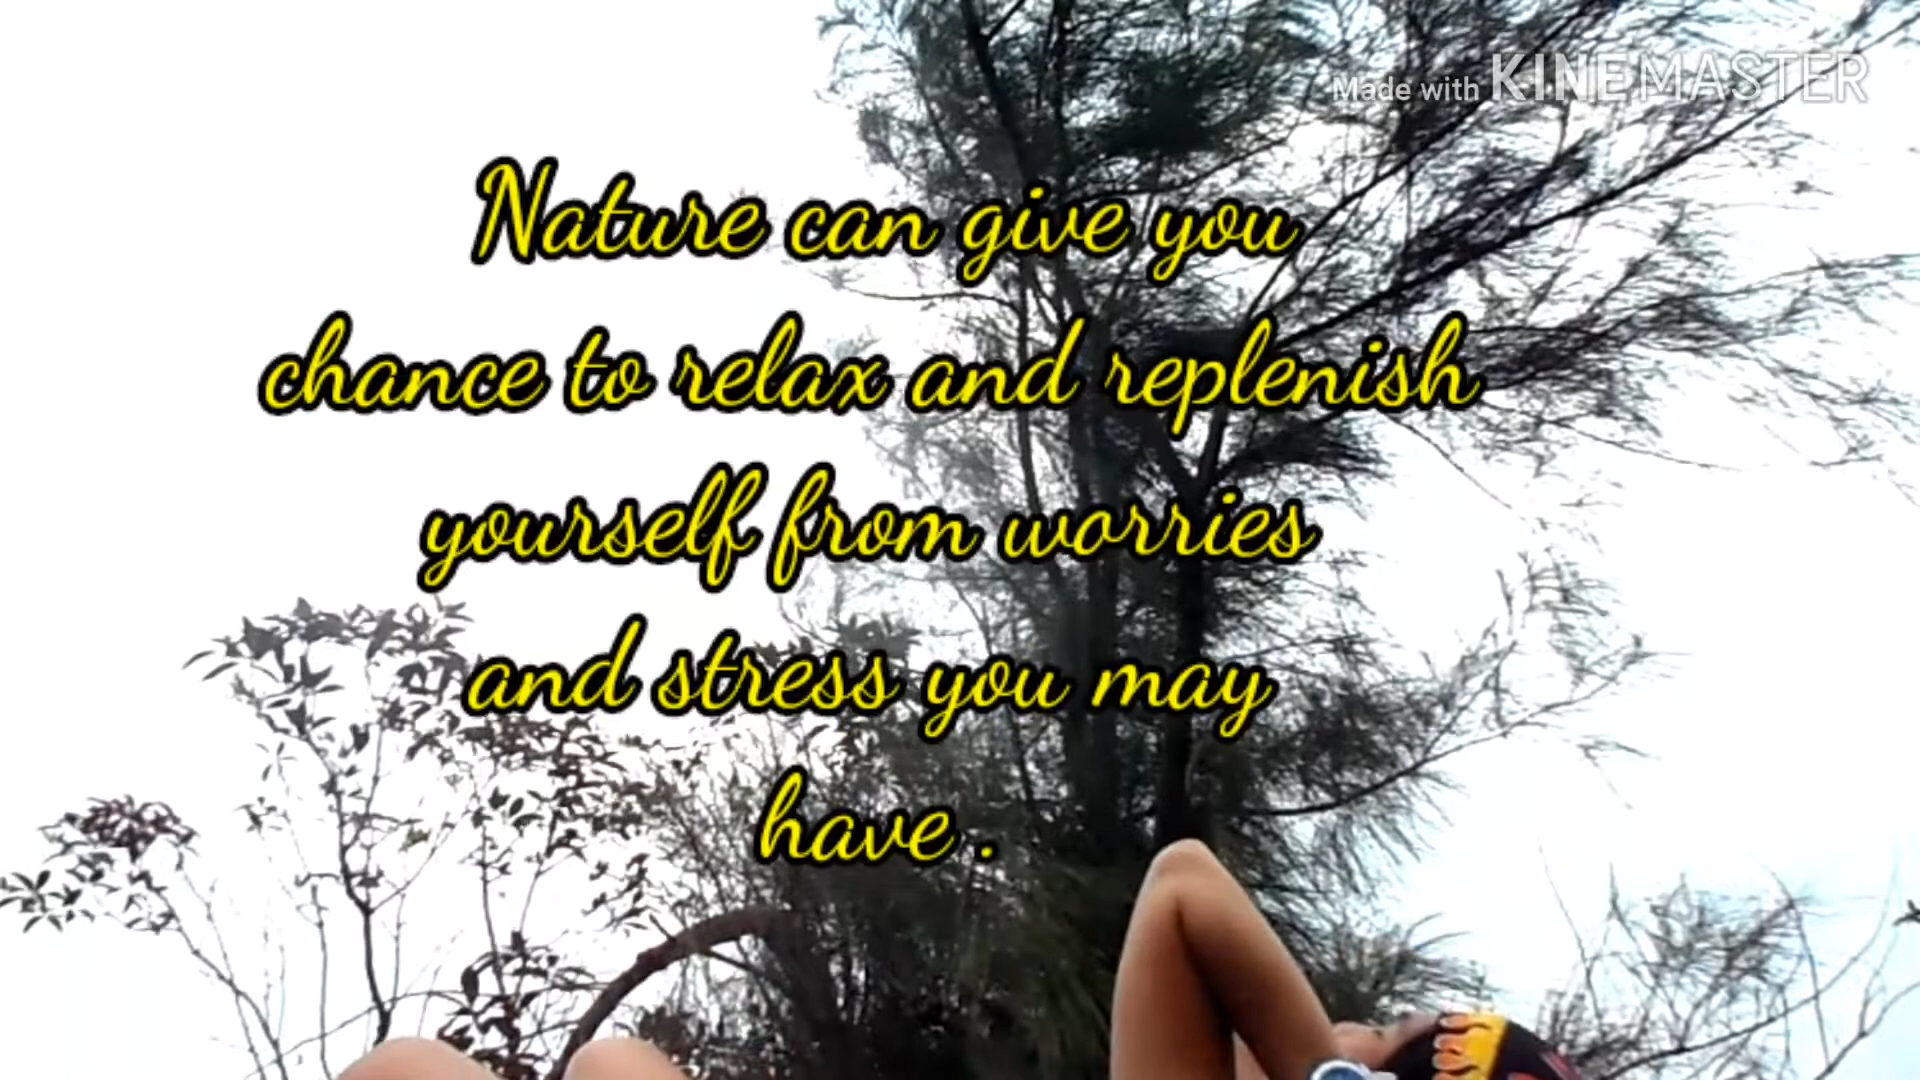 Made with KINEMASTER
Nature can give you
chance to relax and replenish
yourself from worries
and stress you may
have .